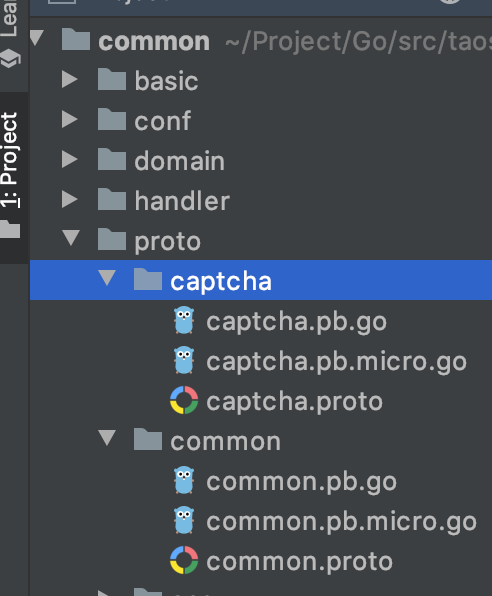 common ~/Project/Go/src/taos
basic
conf
domain
handler
proto
captcha
captcha.pb.go
captcha.pb.micro.go
captcha.proto
common
common.pb.go
common.pb.micro.go
common.proto
Lear
1: Project